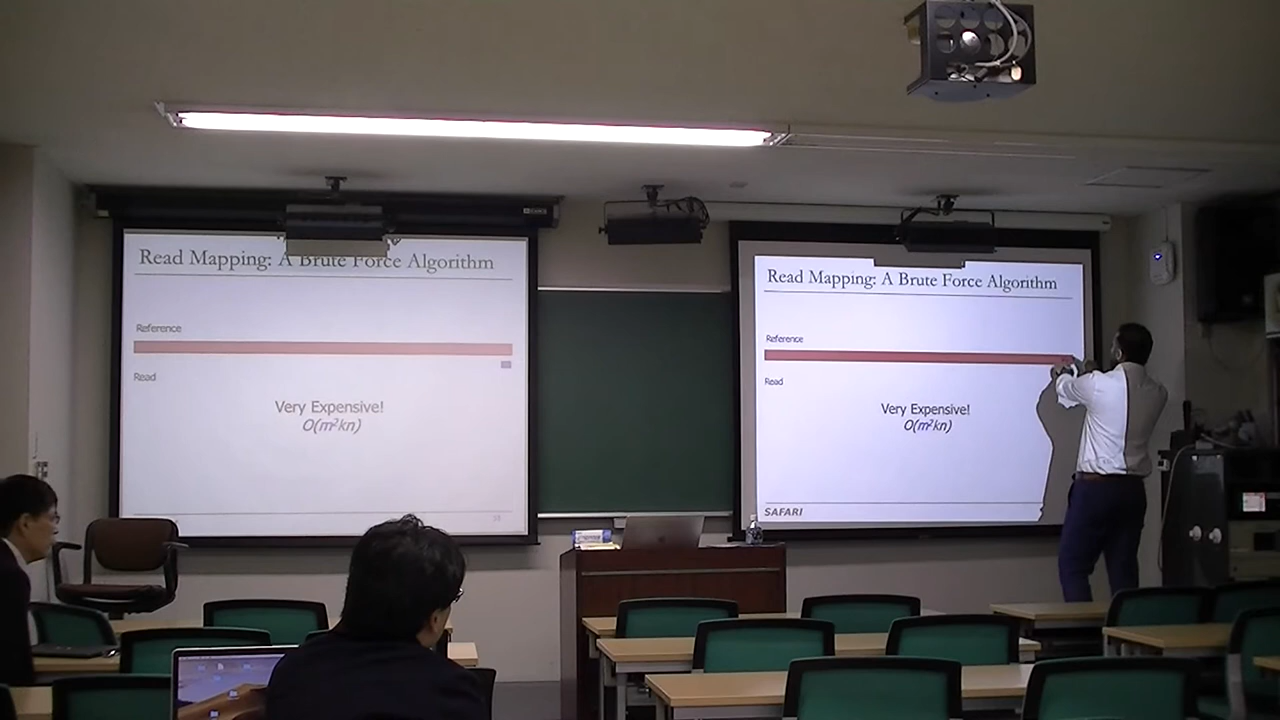 Read Mapping: A Brute Force Algorithm
Reference
Read
Very Expensive!
O(m²kn)
Read Mapping: A Brute Force Algorithm
Reference
Read
Very Expensive!
O(m²kn)
SAFARI